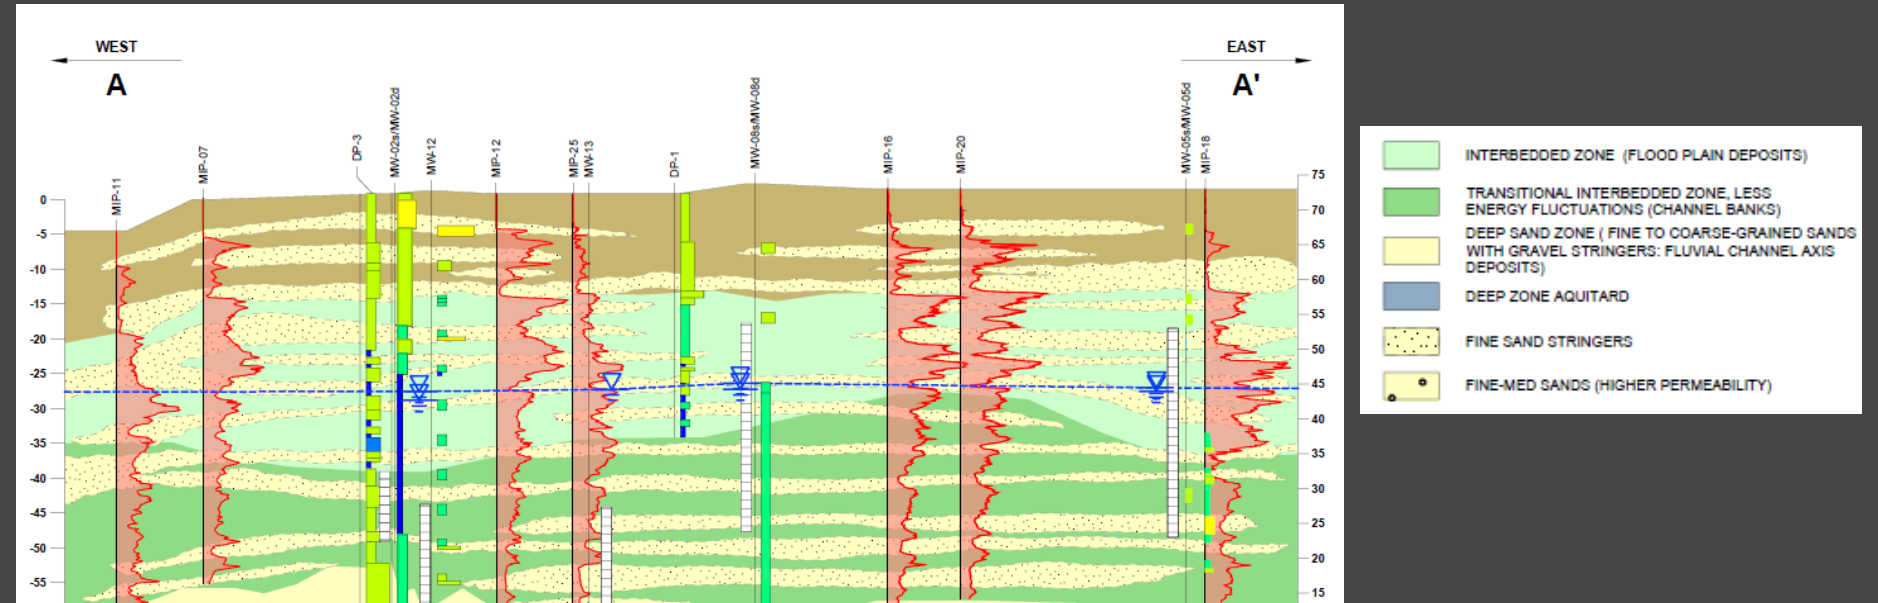 WEST
EAST
A
A'
MIP-11
MIP-07
DP-3
MW-02s/MW-02d
MW-12
MIP-12
MIP-25
MW-13
DP-1
MW-08s/MW-08d
MIP-16
MIP-20
MW-05s/MW-05d
MIP-18
0
-5
-10
-15
-20
-25
-30
-35
-40
-45
-50
-55
75
70
65
60
55
50
45
40
35
30
25
20
15
INTERBEDDED ZONE (FLOOD PLAIN DEPOSITS)
TRANSITIONAL INTERBEDDED ZONE, LESS
ENERGY FLUCTUATIONS (CHANNEL BANKS)
DEEP SAND ZONE ( FINE TO COARSE-GRAINED SANDS
WITH GRAVEL STRINGERS: FLUVIAL CHANNEL AXIS
DEPOSITS)
DEEP ZONE AQUITARD
FINE SAND STRINGERS
FINE-MED SANDS (HIGHER PERMEABILITY)